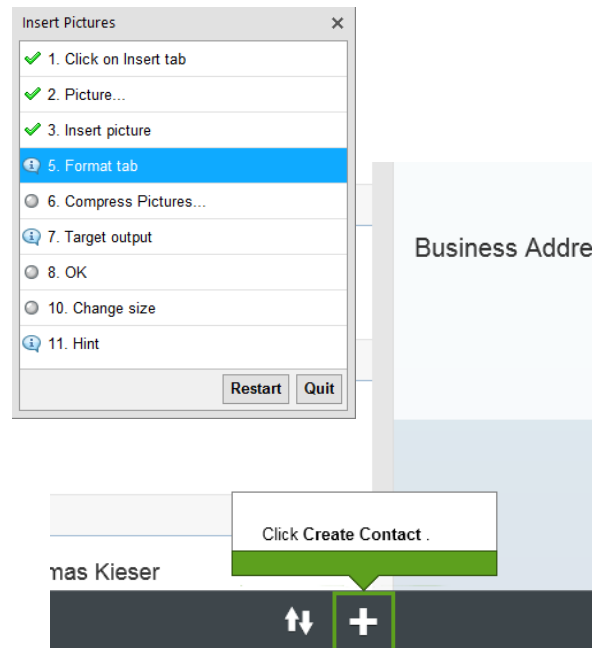 Insert Pictures
1. Click on Insert tab
2. Picture...
3. Insert picture
5. Format tab
6. Compress Pictures...
7. Target output
8. OK
10. Change size
11. Hint
Restart Quit
Business Addre
Click Create Contact .
mas Kieser